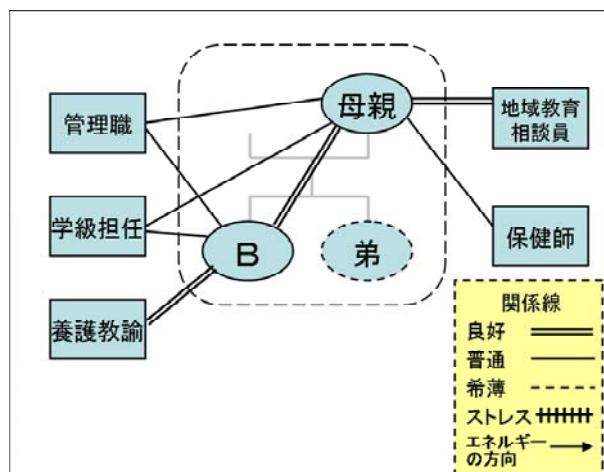 母親
管理職
地域教育
相談員
学級担任
B
弟
保健師
養護教諭
関係線
良好
普通
希薄
ストレス
エネルギー
の方向